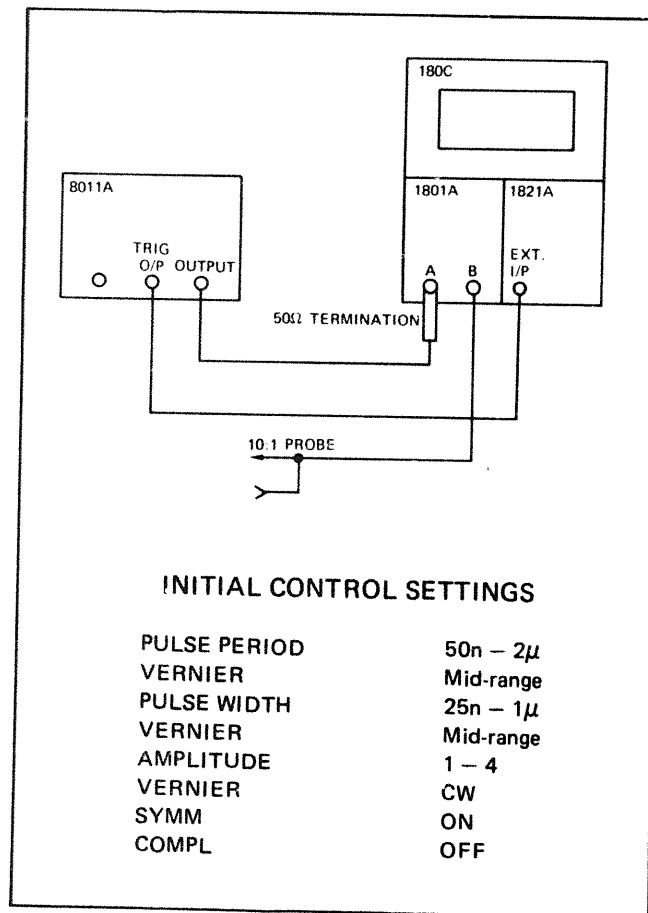 180C
8011A
1801A 1821A
TRIG
O/P OUTPUT
EXT.
I/P
A B
50Ω TERMINATION
10:1 PROBE
INITIAL CONTROL SETTINGS
PULSE PERIOD 50n – 2μ
VERNIER Mid-range
PULSE WIDTH 25n – 1μ
VERNIER Mid-range
AMPLITUDE 1 – 4
VERNIER CW
SYMM ON
COMPL OFF